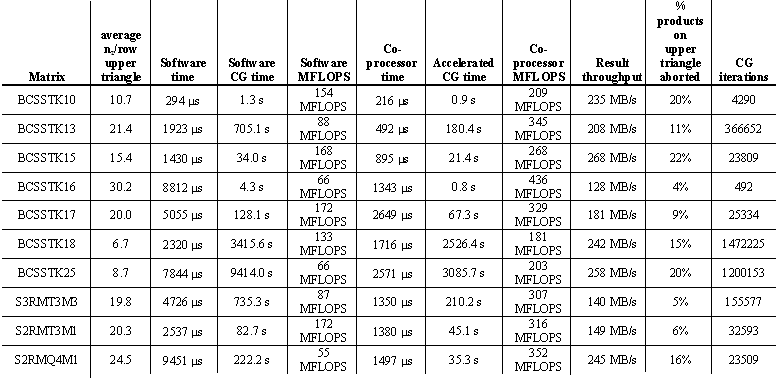 Matrix average nz/row upper triangle Software time Software CG time Software MFLOPS Co-processor time Accelerated CG time Co-processor MFLOPS Result throughput % products on upper triangle aborted CG iterations
BCSSTK10 10.7 294 µs 1.3 s 154 MFLOPS 216 µs 0.9 s 209 MFLOPS 235 MB/s 20% 4290
BCSSTK13 21.4 1923 µs 705.1 s 88 MFLOPS 492 µs 180.4 s 345 MFLOPS 208 MB/s 11% 366652
BCSSTK15 15.4 1430 µs 34.0 s 168 MFLOPS 895 µs 21.4 s 268 MFLOPS 268 MB/s 22% 23809
BCSSTK16 30.2 8812 µs 4.3 s 66 MFLOPS 1343 µs 0.8 s 436 MFLOPS 128 MB/s 4% 492
BCSSTK17 20.0 5055 µs 128.1 s 172 MFLOPS 2649 µs 67.3 s 329 MFLOPS 181 MB/s 9% 25334
BCSSTK18 6.7 2320 µs 3415.6 s 133 MFLOPS 1716 µs 2526.4 s 181 MFLOPS 242 MB/s 15% 1472225
BCSSTK25 8.7 7844 µs 9414.0 s 66 MFLOPS 2571 µs 3085.7 s 203 MFLOPS 258 MB/s 20% 1200153
S3RMT3M3 19.8 4726 µs 735.3 s 87 MFLOPS 1350 µs 210.2 s 307 MFLOPS 140 MB/s 5% 155577
S2RMT3M1 20.3 2537 µs 82.7 s 172 MFLOPS 1380 µs 45.1 s 316 MFLOPS 149 MB/s 6% 32593
S2RMQ4M1 24.5 9451 µs 222.2 s 55 MFLOPS 1497 µs 35.3 s 352 MFLOPS 245 MB/s 16% 23509